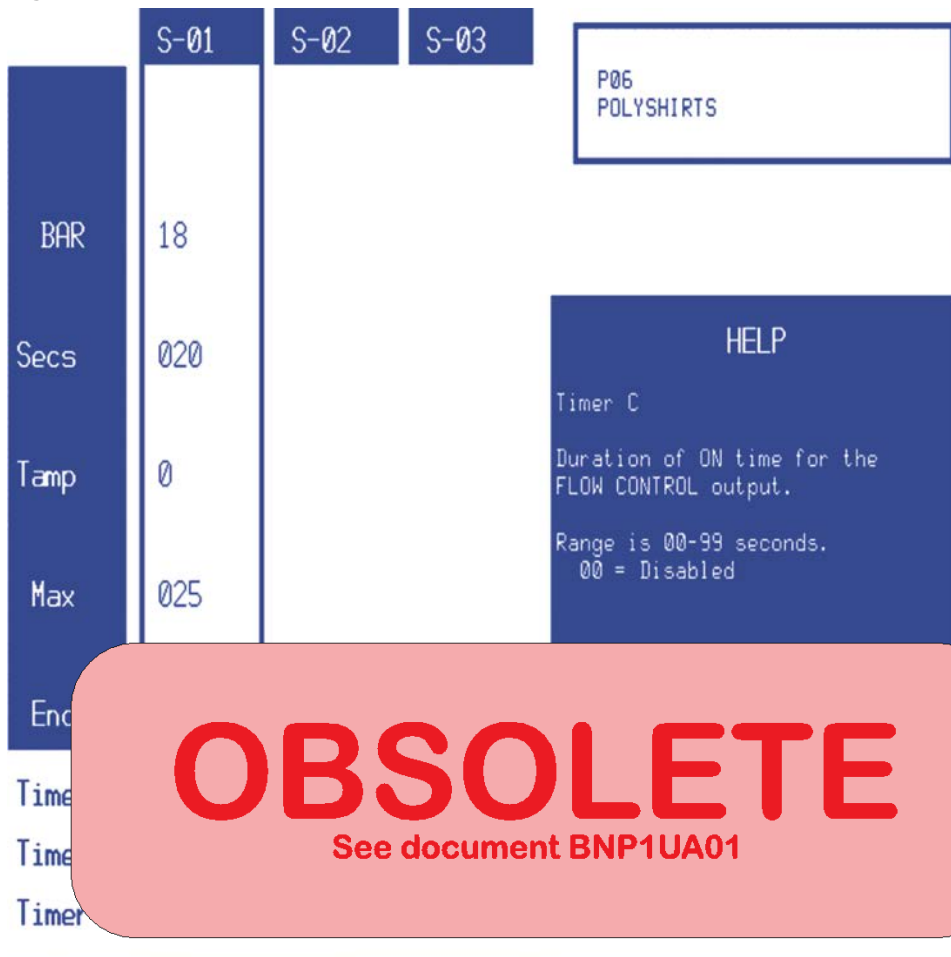 S-01 S-02 S-03
P06
POLYSHIRTS
BAR 18
Secs 020
Tamp 0
Max 025
HELP
Timer C
Duration of ON time for the
FLOW CONTROL output.
Range is 00-99 seconds.
00 = Disabled
OBSOLETE
See document BNP1UA01
Timer